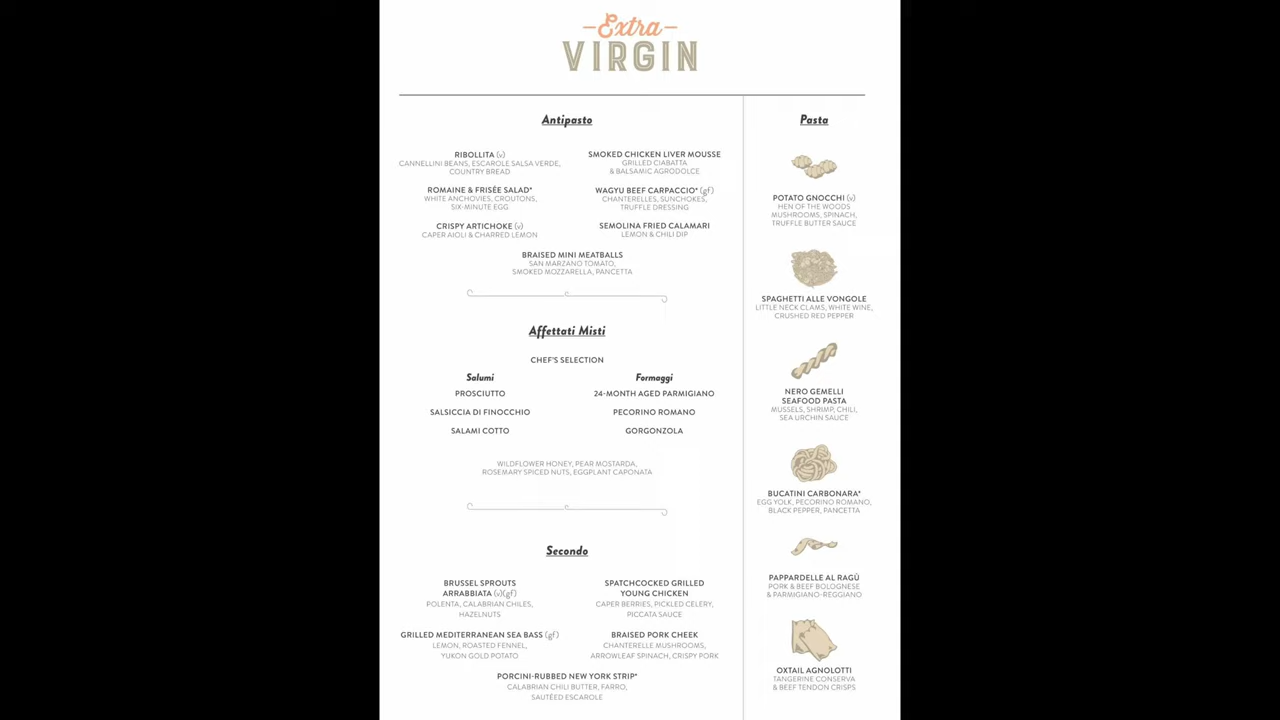 Extra
VIRGIN
Antipasto
RIBOLLITA (v)
CANNELLINI BEANS, ESCAROLE SALSA VERDE,
COUNTRY BREAD
SMOKED CHICKEN LIVER MOUSSE
GRILLED CIABATTA
& BALSAMIC AGRODOLCE
ROMAINE & FRISÉE SALAD*
WHITE ANCHOVIES, CROUTONS,
SIX-MINUTE EGG
WAGYU BEEF CARPACCIO* (gf)
CHANTERELLES, SUNCHOKES,
TRUFFLE DRESSING
CRISPY ARTICHOKE (v)
CAPER AIOLI & CHARRED LEMON
SEMOLINA FRIED CALAMARI
LEMON & CHILI DIP
BRAISED MINI MEATBALLS
SAN MARZANO TOMATO,
SMOKED MOZZARELLA, PANCETTA
Affettati Misti
CHEF'S SELECTION
Salumi
PROSCIUTTO
SALSICCIA DI FINOCCHIO
SALAMI COTTO
Formaggi
24-MONTH AGED PARMIGIANO
PECORINO ROMANO
GORGONZOLA
WILDFLOWER HONEY, PEAR MOSTARDA,
ROSEMARY SPICED NUTS, EGGPLANT CAPONATA
Secondo
BRUSSEL SPROUTS
ARRABBIATA (v)(gf)
POLENTA, CALABRIAN CHILES,
HAZELNUTS
SPATCHCOCKED GRILLED
YOUNG CHICKEN
CAPER BERRIES, PICKLED CELERY,
PICCATA SAUCE
GRILLED MEDITERRANEAN SEA BASS (gf)
LEMON, ROASTED FENNEL,
YUKON GOLD POTATO
BRAISED PORK CHEEK
CHANTERELLE MUSHROOMS,
ARROWLEAF SPINACH, CRISPY PORK
PORCINI-RUBBED NEW YORK STRIP*
CALABRIAN CHILI BUTTER, FARRO,
SAUTÉED ESCAROLE
Pasta
POTATO GNOCCHI (v)
HEN OF THE WOODS
MUSHROOMS, SPINACH,
TRUFFLE BUTTER SAUCE
SPAGHETTI ALLE VONGOLE
LITTLE NECK CLAMS, WHITE WINE,
CRUSHED RED PEPPER
NERO GEMELLI
SEAFOOD PASTA
MUSSELS, SHRIMP, CHILI,
SEA URCHIN SAUCE
BUCATINI CARBONARA*
EGG YOLK, PECORINO ROMANO,
BLACK PEPPER, PANCETTA
PAPPARDELLE AL RAGÙ
PORK & BEEF BOLOGNESE
& PARMIGIANO-REGGIANO
OXTAIL AGNOLOTTI
TANGERINE CONSERVA
& BEEF TENDON CRISPS